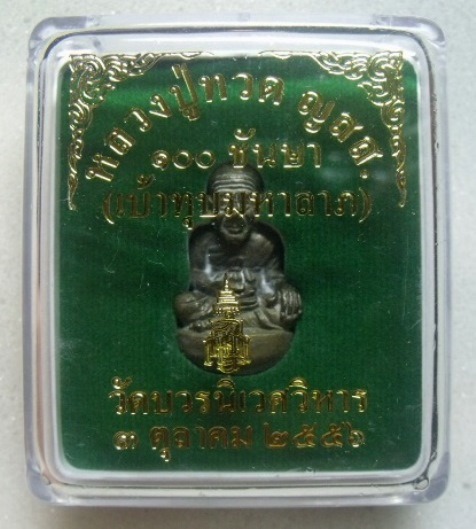 หลวงปู่ทวด ญสส.
๑๐๐ ชันษา
(เบ้าทุบมหาลาภ)
วัดบวรนิเวศวิหาร
๓ ตุลาคม ๒๕๕๖